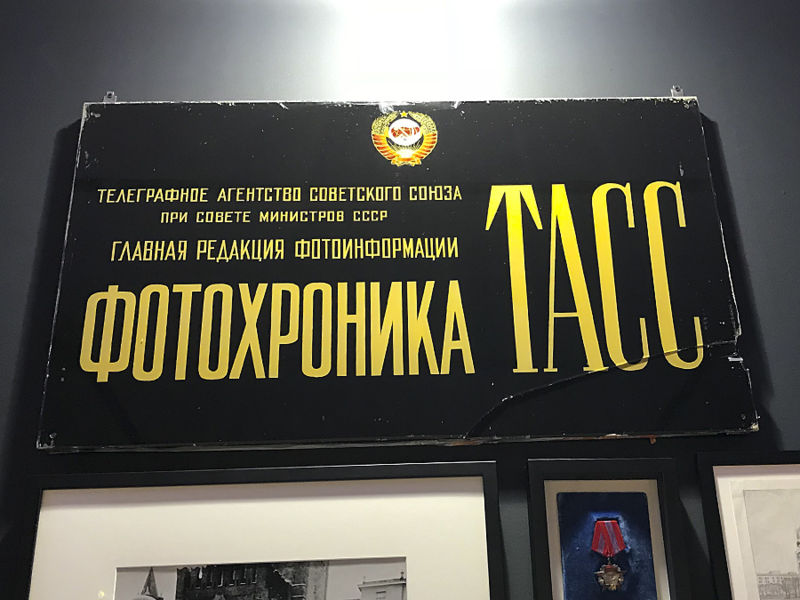 ТЕЛЕГРАФНОЕ АГЕНТСТВО СОВЕТСКОГО СОЮЗА
ПРИ СОВЕТЕ МИНИСТРОВ СССР
ГЛАВНАЯ РЕДАКЦИЯ ФОТОИНФОРМАЦИИ
ФОТОХРОНИКА ТАСС